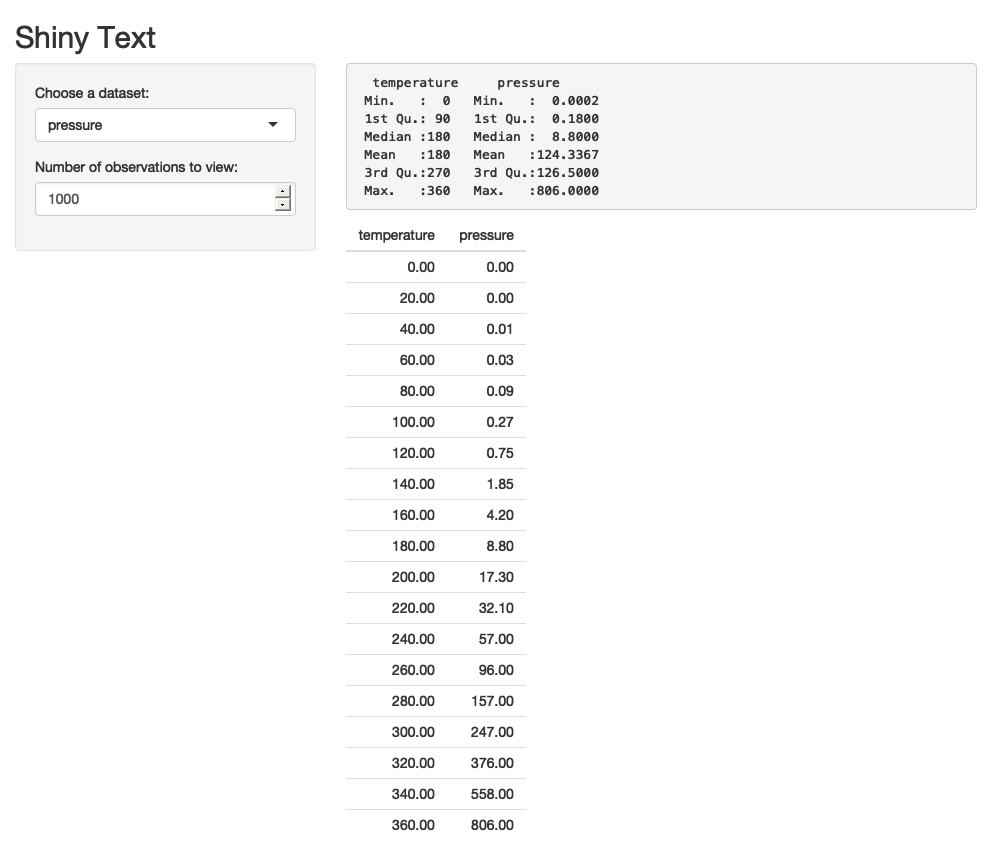 Shiny Text
Choose a dataset:
pressure
Number of observations to view:
1000
temperature pressure
Min. : 0 Min. : 0.0002
1st Qu.: 90 1st Qu.: 0.1800
Median :180 Median : 8.8000
Mean :180 Mean :124.3367
3rd Qu.:270 3rd Qu.:126.5000
Max. :360 Max. :806.0000
temperature pressure
0.00 0.00
20.00 0.00
40.00 0.01
60.00 0.03
80.00 0.09
100.00 0.27
120.00 0.75
140.00 1.85
160.00 4.20
180.00 8.80
200.00 17.30
220.00 32.10
240.00 57.00
260.00 96.00
280.00 157.00
300.00 247.00
320.00 376.00
340.00 558.00
360.00 806.00